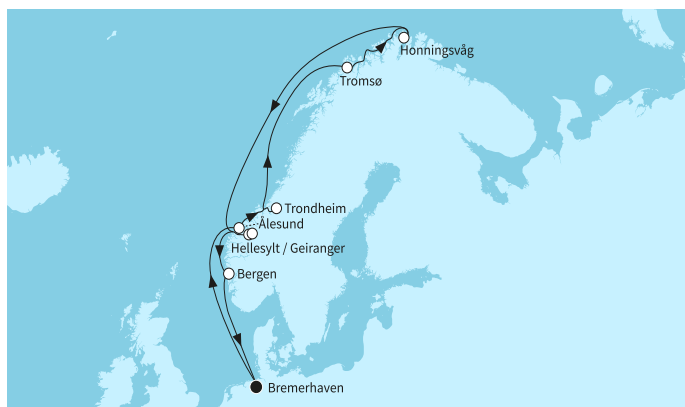 Honningsvåg
Tromsø
Trondheim
Ålesund
Hellesylt / Geiranger
Bergen
Bremerhaven